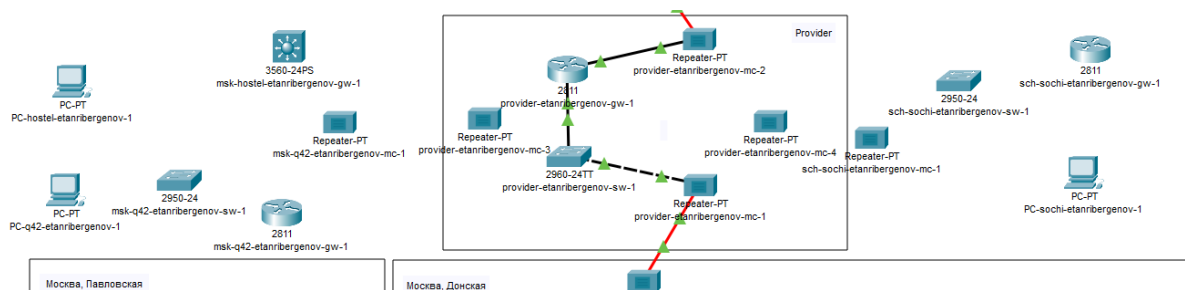 Provider
3560-24PS
msk-hostel-etanribergenov-gw-1
PC-PT
PC-hostel-etanribergenov-1
Repeater-PT
msk-q42-etanribergenov-mc-1
2950-24
msk-q42-etanribergenov-sw-1
PC-PT
PC-q42-etanribergenov-1
2811
msk-q42-etanribergenov-gw-1
Repeater-PT
provider-etanribergenov-mc-2
2811
provider-etanribergenov-gw-1
Repeater-PT
provider-etanribergenov-mc-3
Repeater-PT
provider-etanribergenov-mc-4
2960-24TT
provider-etanribergenov-sw-1
Repeater-PT
provider-etanribergenov-mc-1
2811
sch-sochi-etanribergenov-gw-1
2950-24
sch-sochi-etanribergenov-sw-1
Repeater-PT
sch-sochi-etanribergenov-mc-1
PC-PT
PC-sochi-etanribergenov-1
Москва, Павловская
Москва, Донская